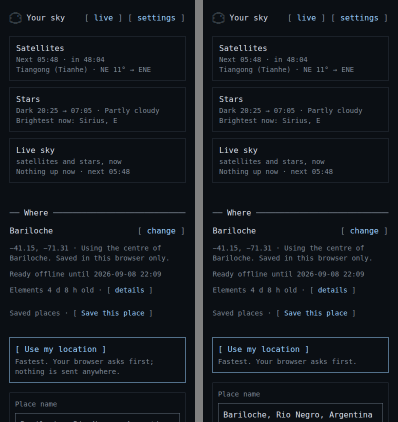 Your sky [ live ] [ settings ]
Satellites
Next 05:48 · in 48:04
Tiangong (Tianhe) · NE 11° → ENE
Stars
Dark 20:25 → 07:05 · Partly cloudy
Brightest now: Sirius, E
Live sky
satellites and stars, now
Nothing up now · next 05:48
Where
Bariloche [ change ]
−41.15, −71.31 · Using the centre of
Bariloche. Saved in this browser only.
Ready offline until 2026-09-08 22:09
Elements 4 d 8 h old · [ details ]
Saved places · [ Save this place ]
[ Use my location ]
Fastest. Your browser asks first;
nothing is sent anywhere.
Place name
Your sky [ live ] [ settings ]
Satellites
Next 05:48 · in 48:04
Tiangong (Tianhe) · NE 11° → ENE
Stars
Dark 20:25 → 07:05 · Partly cloudy
Brightest now: Sirius, E
Live sky
satellites and stars, now
Nothing up now · next 05:48
Where
Bariloche [ change ]
−41.15, −71.31 · Using the centre of
Bariloche. Saved in this browser only.
Ready offline until 2026-09-08 22:09
Elements 4 d 8 h old · [ details ]
Saved places · [ Save this place ]
[ Use my location ]
Fastest. Your browser asks first.
Place name
Bariloche, Río Negro, Argentina